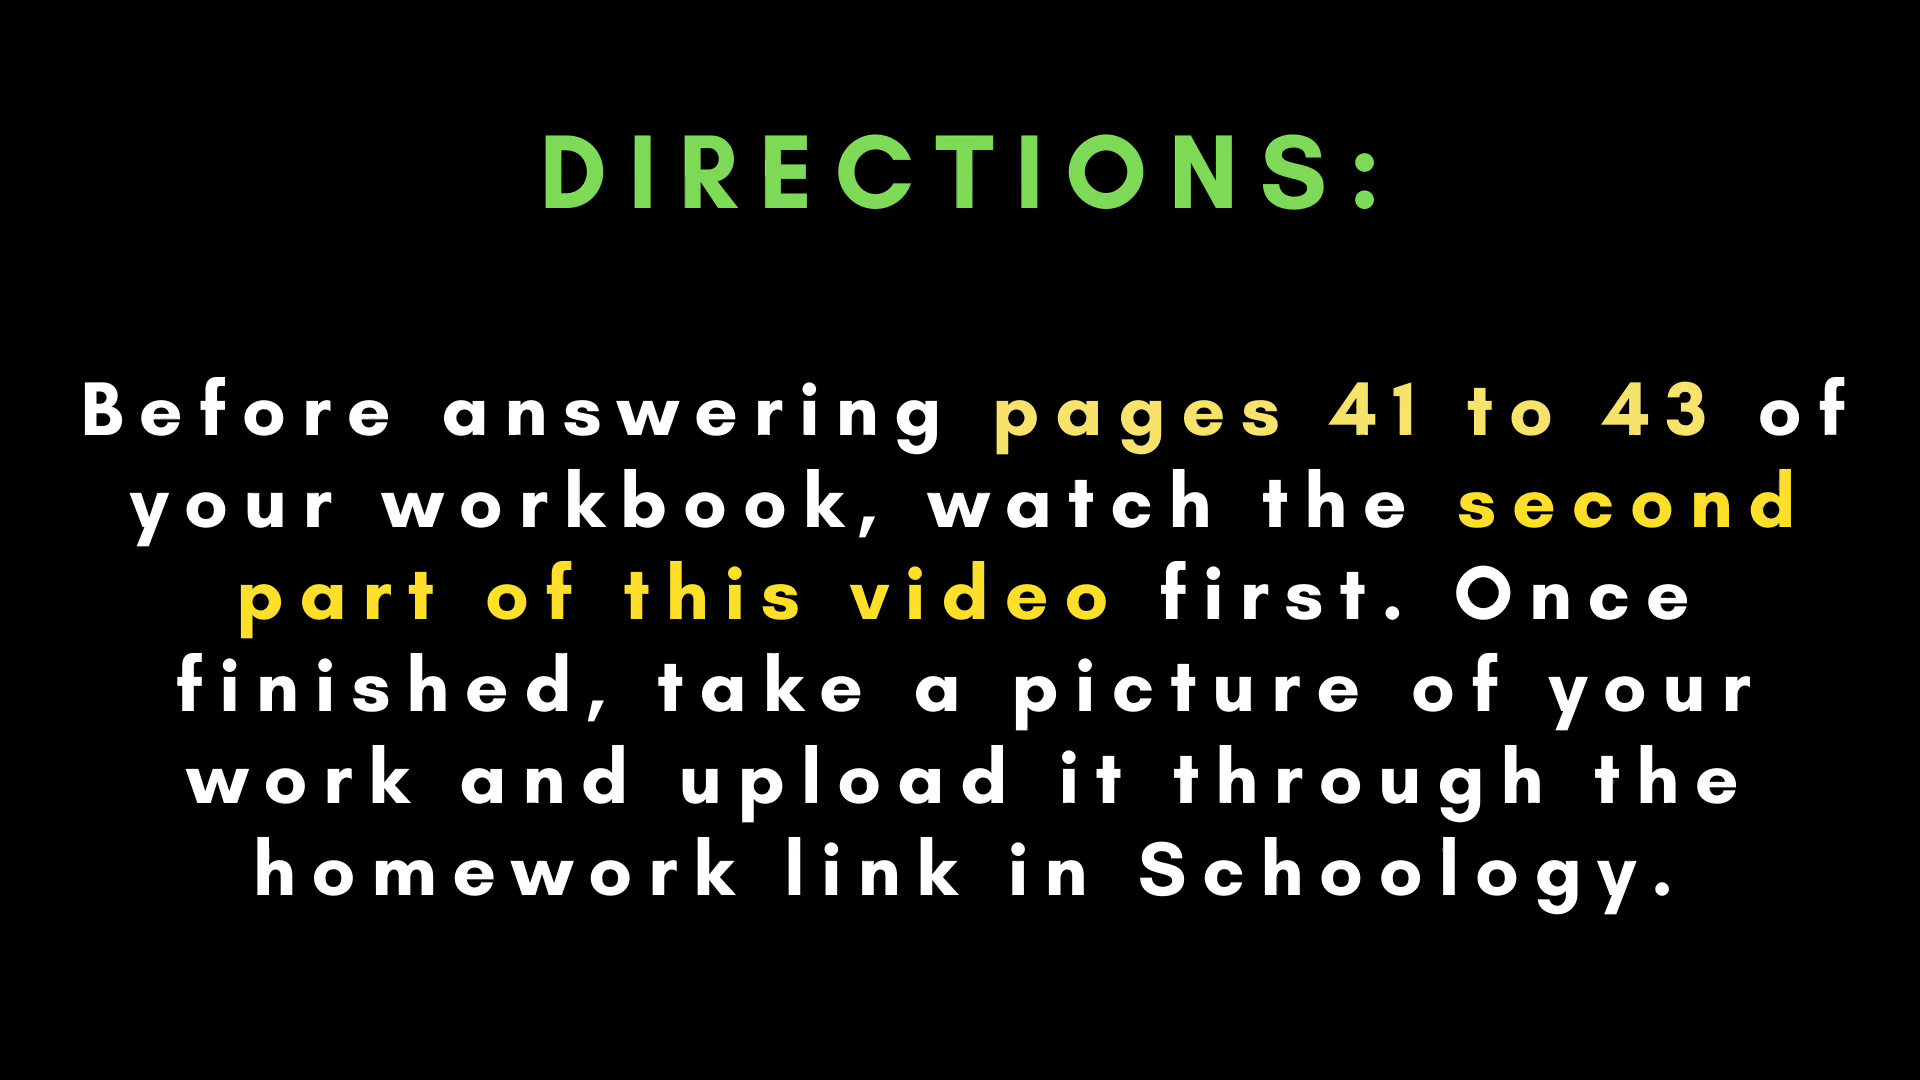 DIRECTIONS:
Before answering pages 41 to 43 of
your workbook, watch the second
part of this video first. Once
finished, take a picture of your
work and upload it through the
homework link in Schoology.